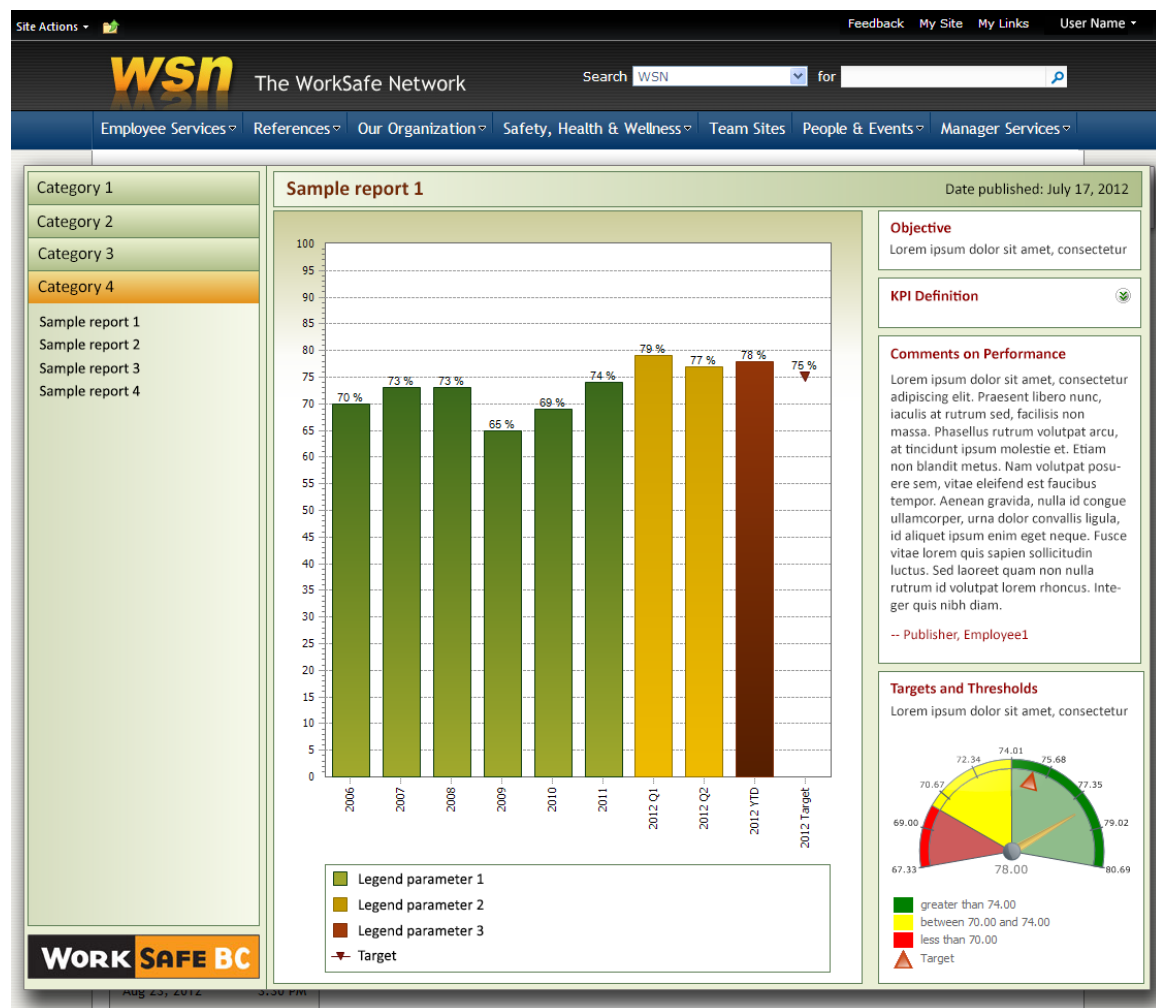 Site Actions
Feedback My Site My Links User Name
wsn The WorkSafe Network
Search WSN for
Employee Services References Our Organization Safety, Health & Wellness Team Sites People & Events Manager Services
Category 1
Category 2
Category 3
Category 4
Sample report 1
Sample report 2
Sample report 3
Sample report 4
WORK SAFE BC
Sample report 1
Date published: July 17, 2012
100
95
90
85
80
75
70
65
60
55
50
45
40
35
30
25
20
15
10
5
0
70 %
73 %
73 %
65 %
69 %
74 %
79 %
77 %
78 %
75 %
2006
2007
2008
2009
2010
2011
2012 Q1
2012 Q2
2012 YTD
2012 Target
Legend parameter 1
Legend parameter 2
Legend parameter 3
Target
Objective
Lorem ipsum dolor sit amet, consectetur
KPI Definition
Comments on Performance
Lorem ipsum dolor sit amet, consectetur
adipiscing elit. Praesent libero nunc,
iaculis at rutrum sed, facilisis non
massa. Phasellus rutrum volutpat arcu,
at tincidunt ipsum molestie et. Etiam
non blandit metus. Nam volutpat posu-
ere sem, vitae eleifend est faucibus
tempor. Aenean gravida, nulla id congue
ullamcorper, urna dolor convallis ligula,
id aliquet ipsum enim eget neque. Fusce
vitae lorem quis sapien sollicitudin
luctus. Sed laoreet quam non nulla
rutrum id volutpat lorem rhoncus. Inte-
ger quis nibh diam.
-- Publisher, Employee1
Targets and Thresholds
Lorem ipsum dolor sit amet, consectetur
67.33
69.00
70.67
72.34
74.01
75.68
77.35
79.02
80.69
78.00
greater than 74.00
between 70.00 and 74.00
less than 70.00
Target
Aug 23, 2012 3:30 PM